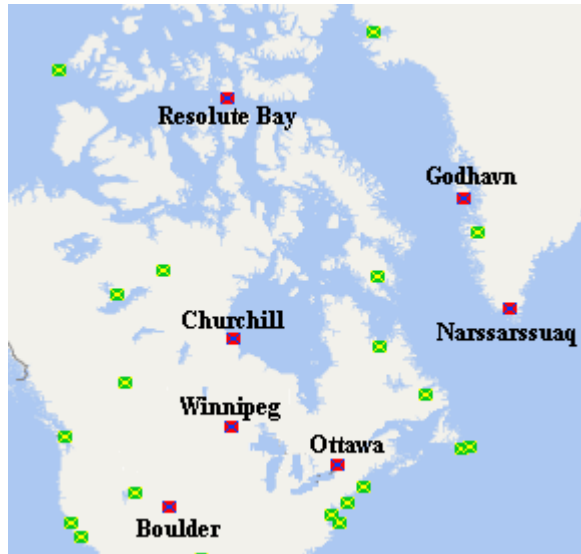 Resolute Bay
Godhavn
Narssarssuaq
Churchill
Winnipeg
Ottawa
Boulder